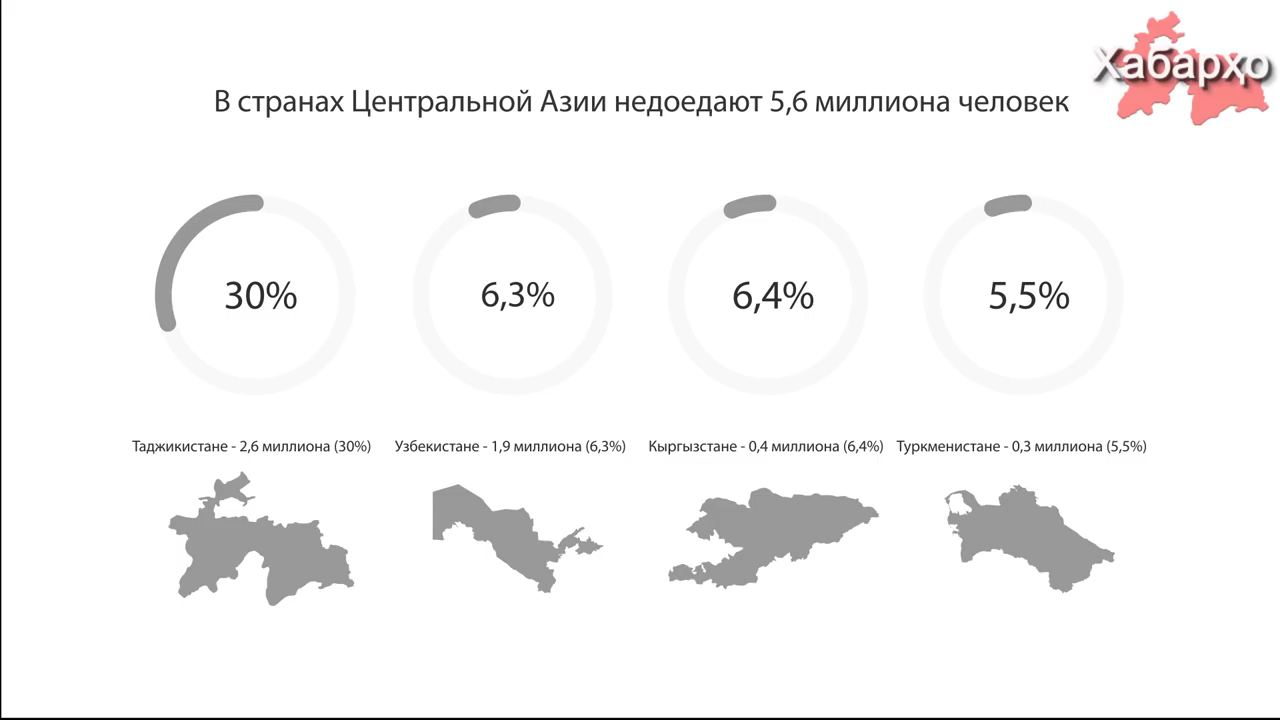 Хабарҳо
В странах Центральной Азии недоедают 5,6 миллиона человек
30%
6,3%
6,4%
5,5%
Таджикистане - 2,6 миллиона (30%)
Узбекистане - 1,9 миллиона (6,3%)
Кыргызстане - 0,4 миллиона (6,4%)
Туркменистане - 0,3 миллиона (5,5%)